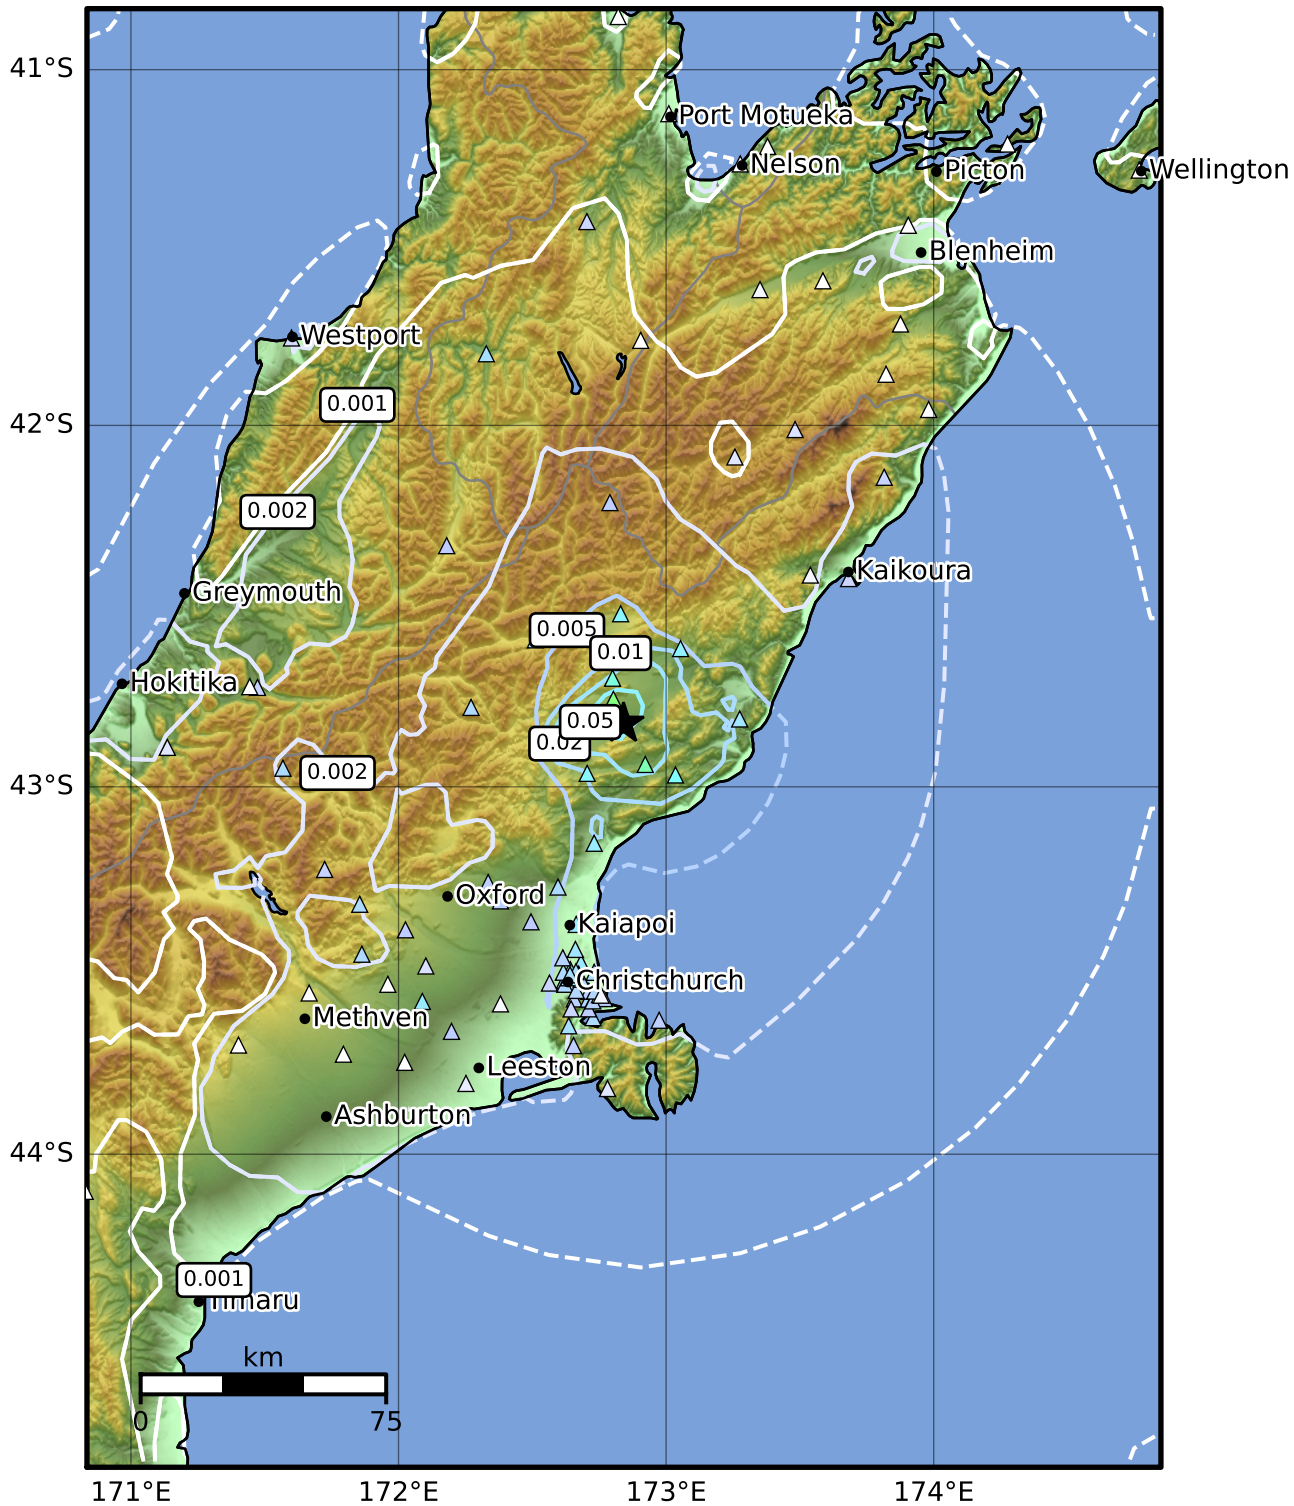 41°S
Port Motueka
Nelson
Picton
Wellington
Blenheim
Westport
0.001
42°S
0.002
Kaikoura
Greymouth
0.005
0.01
Hokitika
0.05
0.02
0.002
43°S
Oxford
Kaiapoi
Christchurch
Methven
Leeston
Ashburton
44°S
0.001
Timaru
km
0 75
171°E 172°E 173°E 174°E